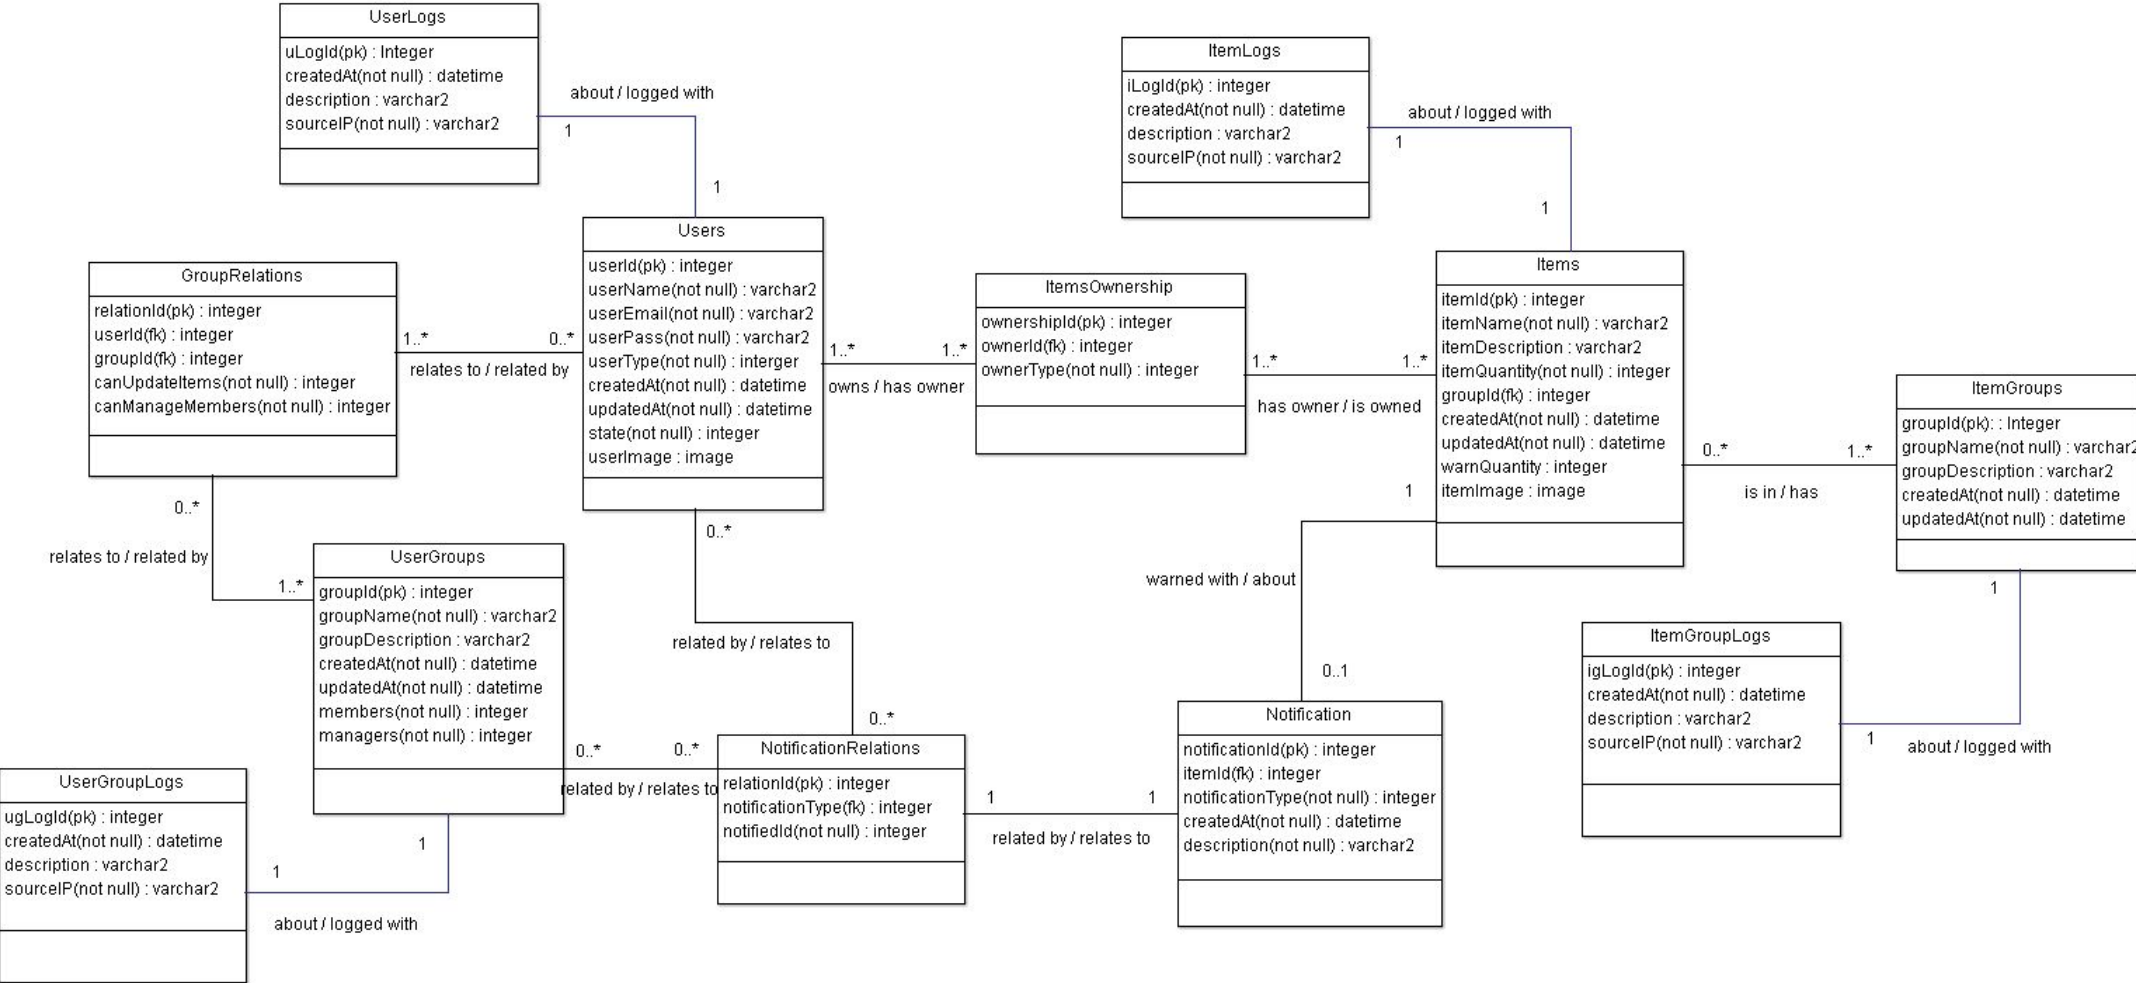 UserLogs
uLogId(pk) : Integer
createdAt(not null) : datetime
description : varchar2
sourceIP(not null) : varchar2
about / logged with
1
1
ItemLogs
iLogId(pk) : integer
createdAt(not null) : datetime
description : varchar2
sourceIP(not null) : varchar2
about / logged with
1
1
GroupRelations
relationId(pk) : integer
userId(fk) : integer
groupId(fk) : integer
canUpdateItems(not null) : integer
canManageMembers(not null) : integer
1..*
0..*
relates to / related by
Users
userId(pk) : integer
userName(not null) : varchar2
userEmail(not null) : varchar2
userPass(not null) : varchar2
userType(not null) : interger
createdAt(not null) : datetime
updatedAt(not null) : datetime
state(not null) : integer
userImage : image
1..*
1..*
owns / has owner
ItemsOwnership
ownershipId(pk) : integer
ownerId(fk) : integer
ownerType(not null) : integer
1..*
1..*
has owner / is owned
Items
itemId(pk) : integer
itemName(not null) : varchar2
itemDescription : varchar2
itemQuantity(not null) : integer
groupId(fk) : integer
createdAt(not null) : datetime
updatedAt(not null) : datetime
warnQuantity : integer
itemImage : image
0..*
1..*
is in / has
ItemGroups
groupId(pk): : Integer
groupName(not null) : varchar2
groupDescription : varchar2
createdAt(not null) : datetime
updatedAt(not null) : datetime
0..*
relates to / related by
1..*
UserGroups
groupId(pk) : integer
groupName(not null) : varchar2
groupDescription : varchar2
createdAt(not null) : datetime
updatedAt(not null) : datetime
members(not null) : integer
managers(not null) : integer
0..*
related by / relates to
0..*
1
warned with / about
0..1
1
ItemGroupLogs
igLogId(pk) : integer
createdAt(not null) : datetime
description : varchar2
sourceIP(not null) : varchar2
1
about / logged with
0..*
0..*
related by / relates to
NotificationRelations
relationId(pk) : integer
notificationType(fk) : integer
notifiedId(not null) : integer
1
1
related by / relates to
Notification
notificationId(pk) : integer
itemId(fk) : integer
notificationType(not null) : integer
createdAt(not null) : datetime
description(not null) : varchar2
UserGroupLogs
ugLogId(pk) : integer
createdAt(not null) : datetime
description : varchar2
sourceIP(not null) : varchar2
1
1
about / logged with